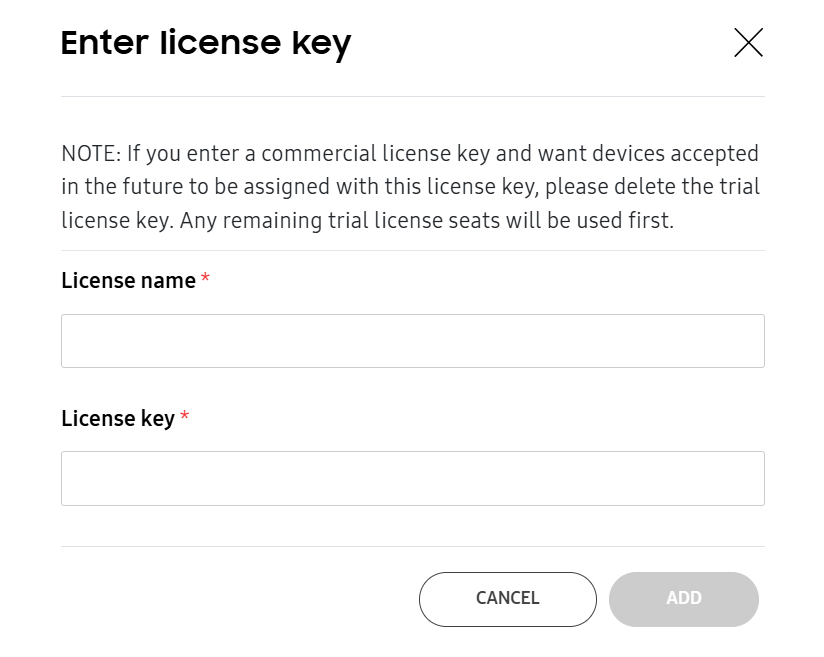 Enter license key
NOTE: If you enter a commercial license key and want devices accepted
in the future to be assigned with this license key, please delete the trial
license key. Any remaining trial license seats will be used first.
License name *
License key *
CANCEL
ADD